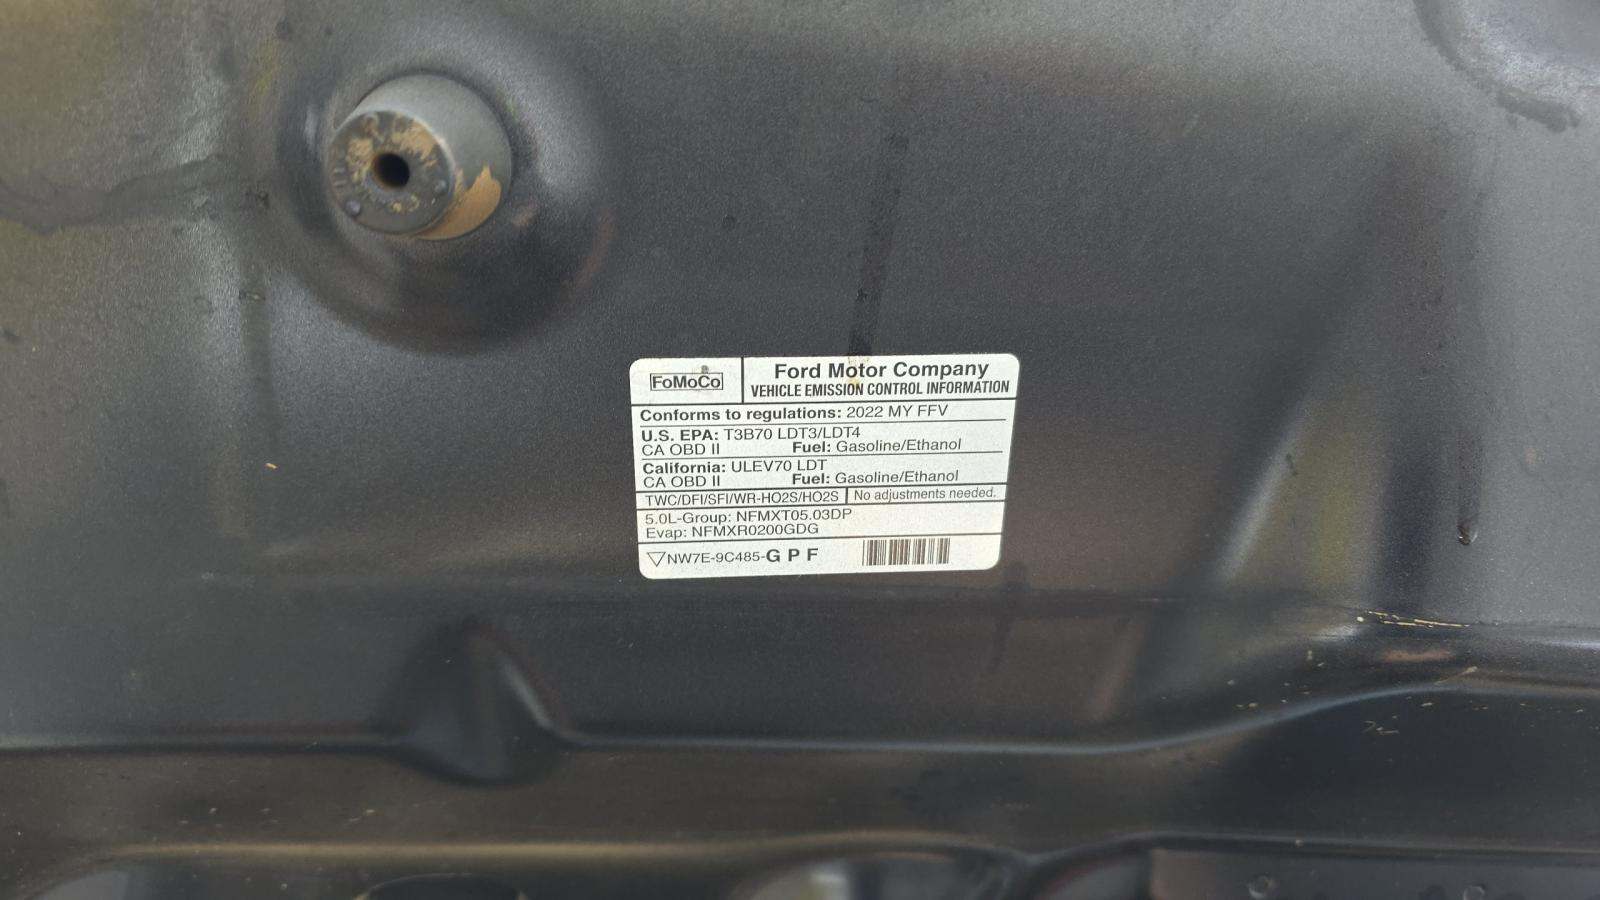 FoMoCo
Ford Motor Company
VEHICLE EMISSION CONTROL INFORMATION
Conforms to regulations: 2022 MY FFV
U.S. EPA: T3B70 LDT3/LDT4
CA OBD II Fuel: Gasoline/Ethanol
California: ULEV70 LDT
CA OBD II Fuel: Gasoline/Ethanol
TWC/DFI/SFI/WR-HO2S/HO2S No adjustments needed.
5.0L-Group: NFMXT05.03DP
Evap: NFMXR0200GDG
NW7E-9C485-G P F